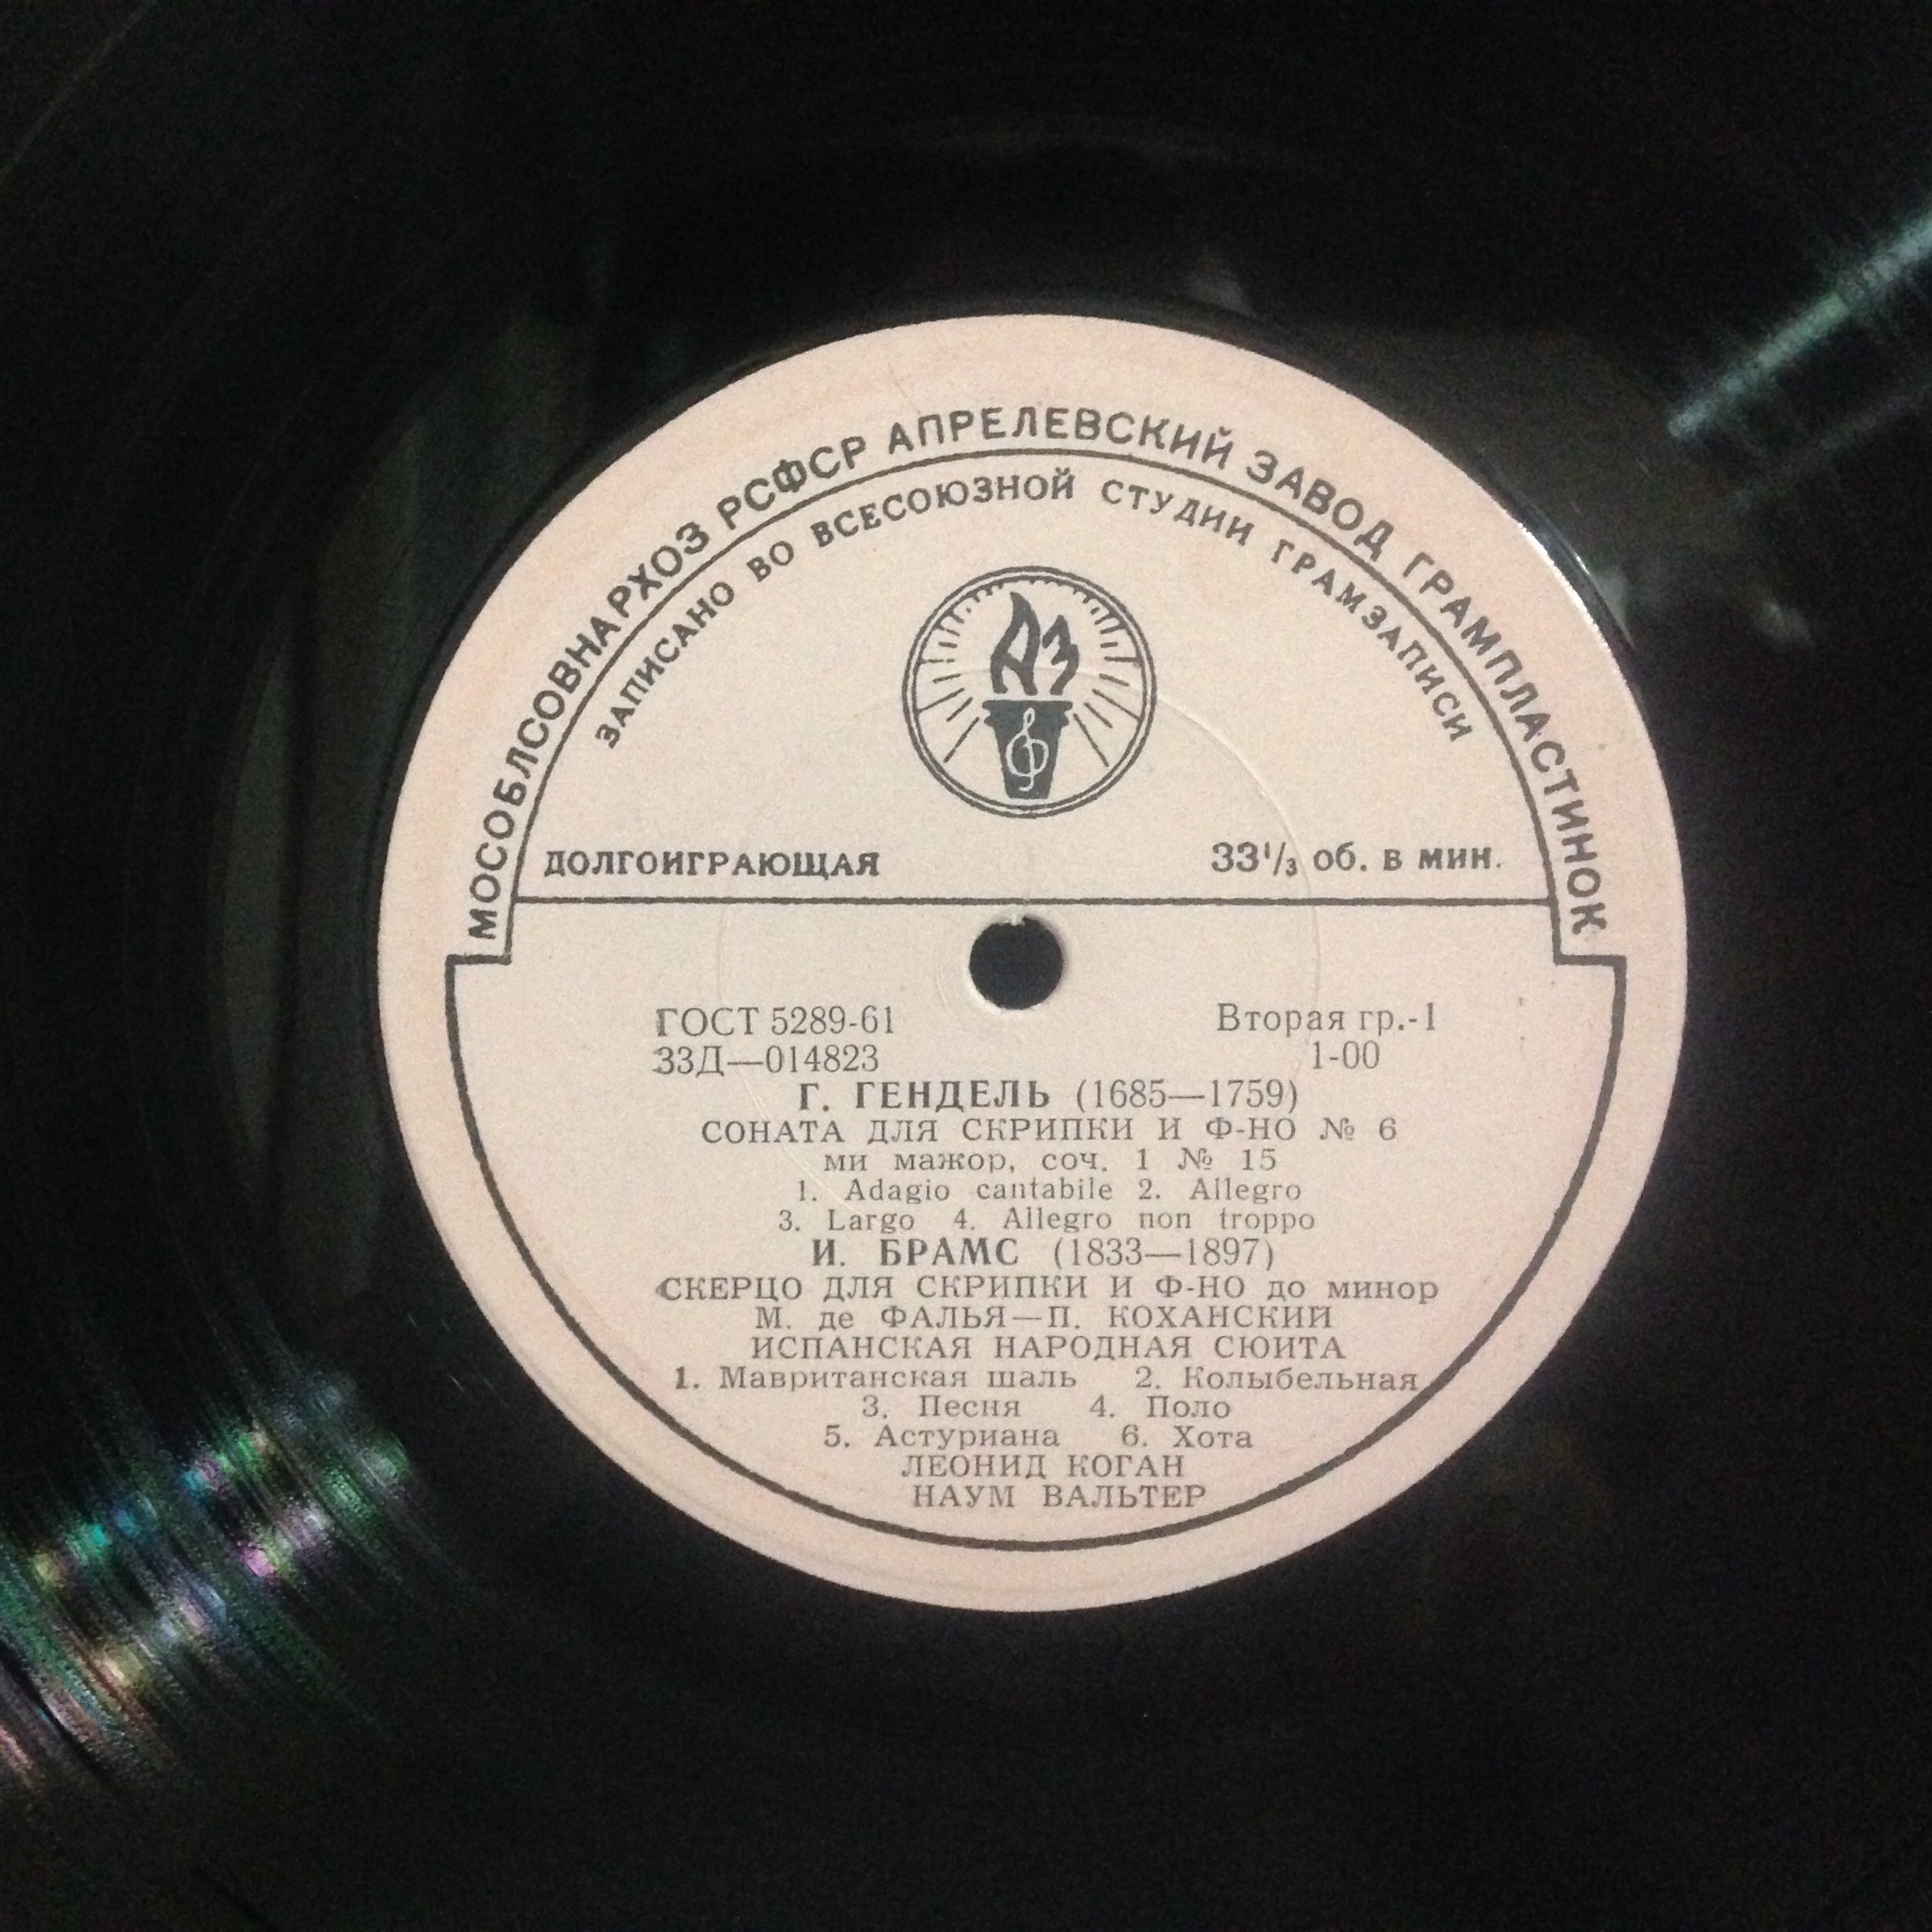 МОСОБЛСОВНАРХОЗ РСФСР АПРЕЛЕВСКИЙ ЗАВОД ГРАМПЛАСТИНОК
ЗАПИСАНО ВО ВСЕСОЮЗНОЙ СТУДИИ ГРАМЗАПИСИ
АЗ
ДОЛГОИГРАЮЩАЯ 33 1/3 об. в мин.
ГОСТ 5289-61 Вторая гр.-1
33Д—014823 1-00
Г. ГЕНДЕЛЬ (1685—1759)
СОНАТА ДЛЯ СКРИПКИ И Ф-НО № 6
ми мажор, соч. 1 № 15
1. Adagio cantabile 2. Allegro
3. Largo 4. Allegro non troppo
И. БРАМС (1833—1897)
СКЕРЦО ДЛЯ СКРИПКИ И Ф-НО до минор
М. де ФАЛЬЯ—П. КОХАНСКИЙ
ИСПАНСКАЯ НАРОДНАЯ СЮИТА
1. Мавританская шаль 2. Колыбельная
3. Песня 4. Поло
5. Астуриана 6. Хота
ЛЕОНИД КОГАН
НАУМ ВАЛЬТЕР